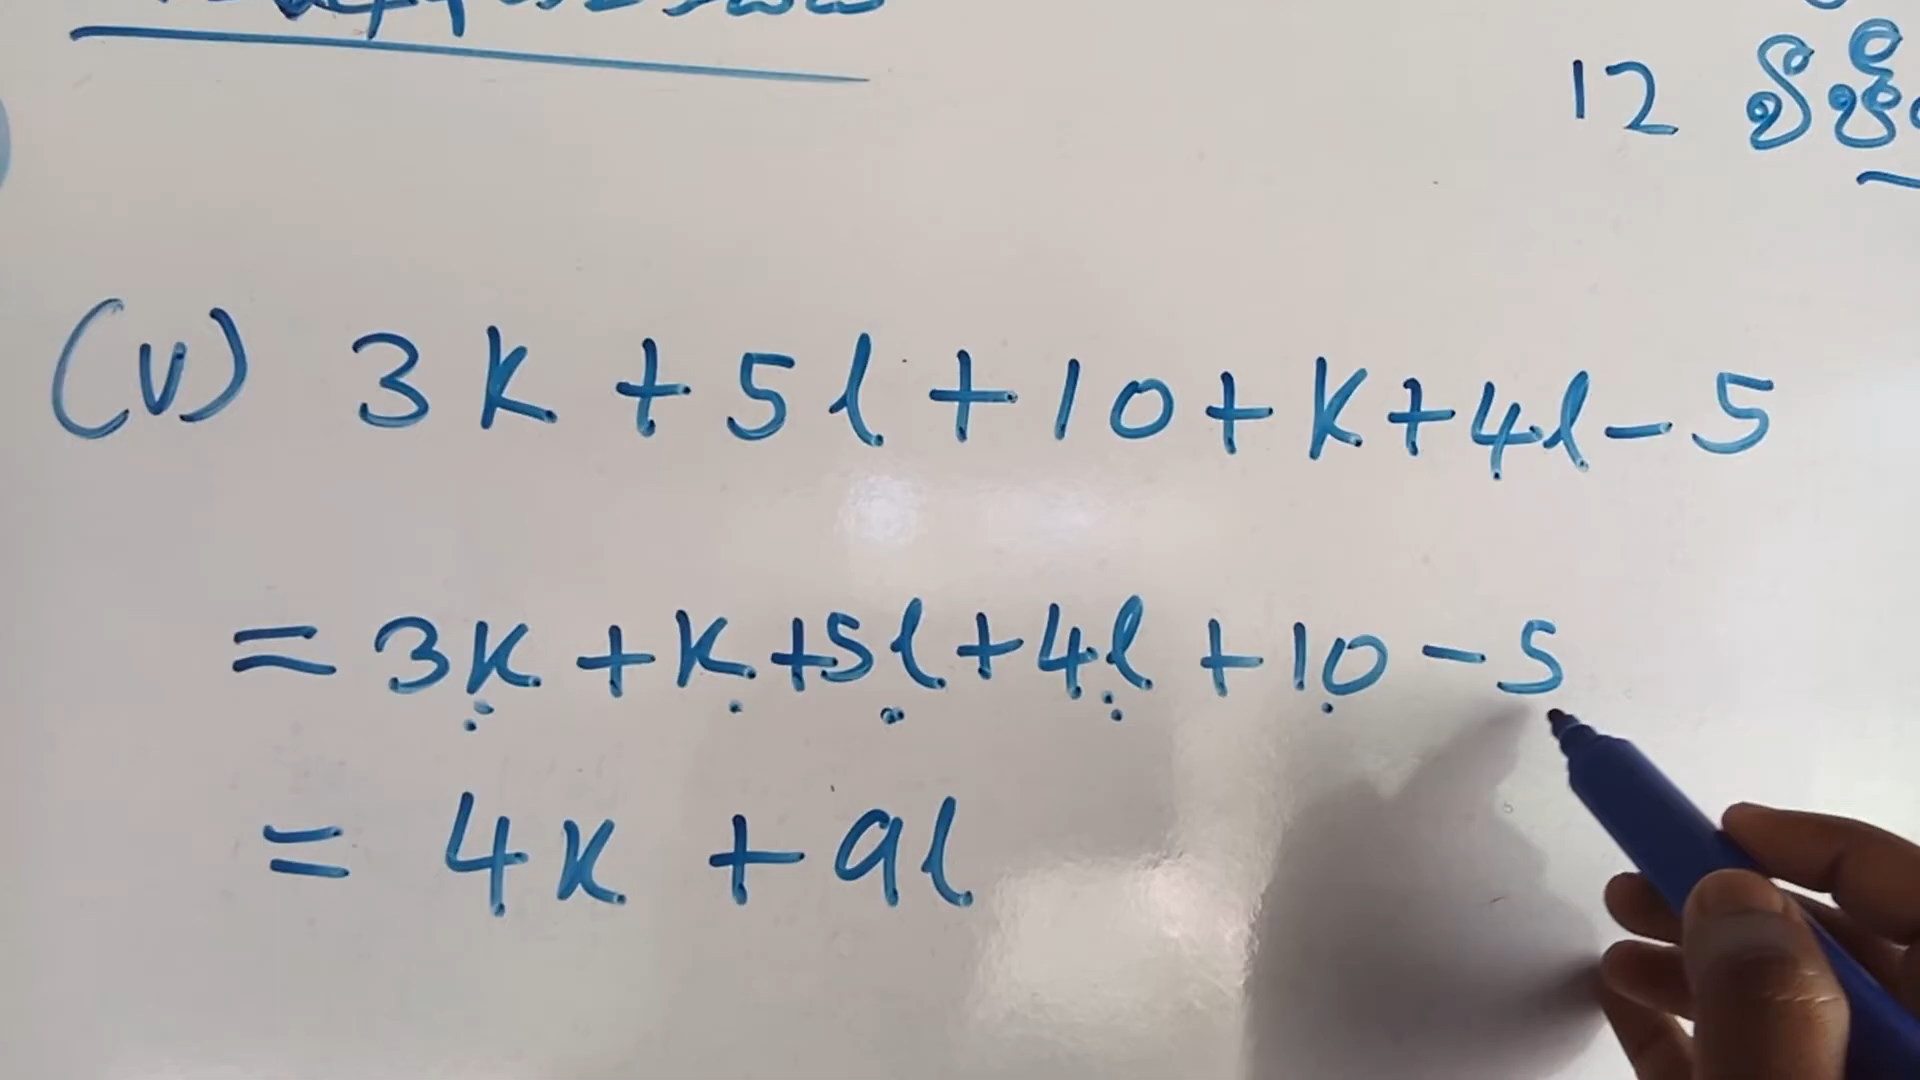 12
(v) 3k + 5l + 10 + k + 4l - 5
= 3k + k + 5l + 4l + 10 - 5
= 4k + 9l